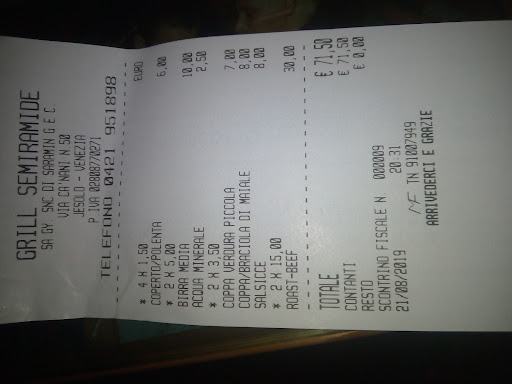 GRILL SEMIRAMIDE
SA GY SNC DI SARAMIN G E C
VIA CA'NANI N 50
JESOLO - VENEZIA
P IVA 02808770271
TELEFONO 0421 951898
EURO
* 4 X 1,50
COPERTO/POLENTA 6,00
* 2 X 5,00
BIRRA MEDIA 10,00
ACQUA MINERALE 2,50
* 2 X 3,50
COPPA VERDURA PICCOLA 7,00
COPPA/BRACIOLA DI MAIALE 8,00
SALSICCE 8,00
* 2 X 15,00
ROAST-BEEF 30,00
TOTALE € 71,50
CONTANTI € 71,50
RESTO € 0,00
SCONTRINO FISCALE N 000009
21/08/2019 20:31
MF TN 91007949
ARRIVEDERCI E GRAZIE